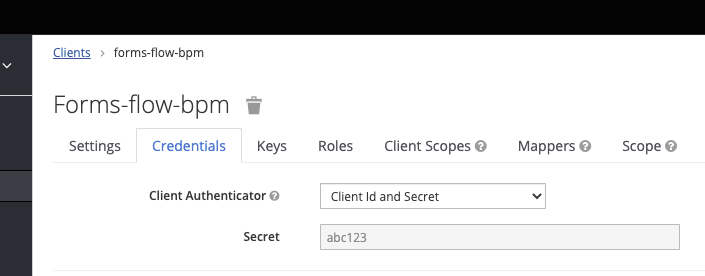 Clients > forms-flow-bpm
Forms-flow-bpm
Settings Credentials Keys Roles Client Scopes ? Mappers ? Scope ?
Client Authenticator ? Client Id and Secret
Secret abc123